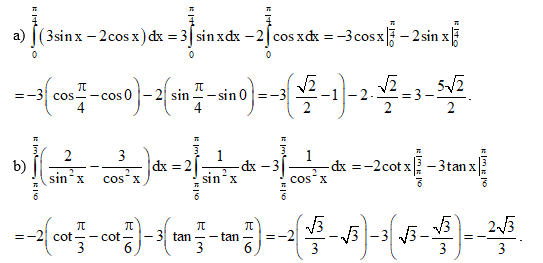 a) \int_{0}^{\frac{\pi}{4}} (3\sin x - 2\cos x) dx = 3\int_{0}^{\frac{\pi}{4}} \sin x dx - 2\int_{0}^{\frac{\pi}{4}} \cos x dx = -3\cos x |_{0}^{\frac{\pi}{4}} - 2\sin x |_{0}^{\frac{\pi}{4}}
= -3\left(\cos\frac{\pi}{4} - \cos 0\right) - 2\left(\sin\frac{\pi}{4} - \sin 0\right) = -3\left(\frac{\sqrt{2}}{2} - 1\right) - 2 \cdot \frac{\sqrt{2}}{2} = 3 - \frac{5\sqrt{2}}{2}.
b) \int_{\frac{\pi}{6}}^{\frac{\pi}{3}} \left(\frac{2}{\sin^2 x} - \frac{3}{\cos^2 x}\right) dx = 2\int_{\frac{\pi}{6}}^{\frac{\pi}{3}} \frac{1}{\sin^2 x} dx - 3\int_{\frac{\pi}{6}}^{\frac{\pi}{3}} \frac{1}{\cos^2 x} dx = -2\cot x |_{\frac{\pi}{6}}^{\frac{\pi}{3}} - 3\tan x |_{\frac{\pi}{6}}^{\frac{\pi}{3}}
= -2\left(\cot\frac{\pi}{3} - \cot\frac{\pi}{6}\right) - 3\left(\tan\frac{\pi}{3} - \tan\frac{\pi}{6}\right) = -2\left(\frac{\sqrt{3}}{3} - \sqrt{3}\right) - 3\left(\sqrt{3} - \frac{\sqrt{3}}{3}\right) = -\frac{2\sqrt{3}}{3}.